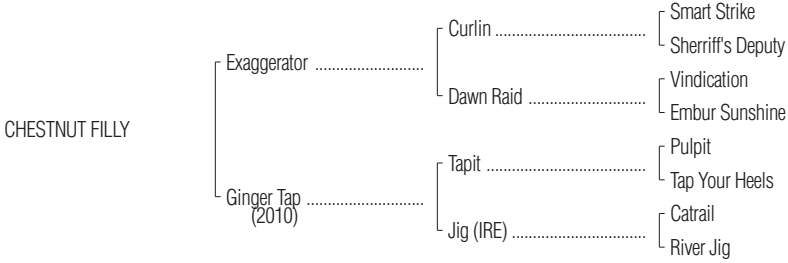 Smart Strike
Curlin ................................
Sherriff's Deputy
Exaggerator .......................
Vindication
Dawn Raid .........................
Embur Sunshine
CHESTNUT FILLY
Pulpit
Tapit ..................................
Tap Your Heels
Ginger Tap .........................
(2010)
Catrail
Jig (IRE) .............................
River Jig